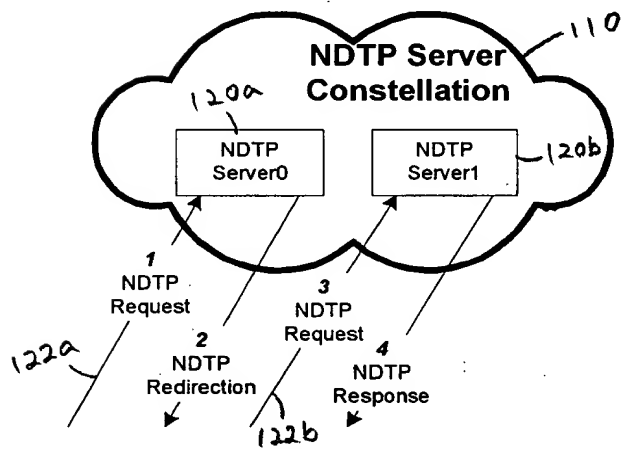 110
NDTP Server
Constellation
120a
NDTP
Server0
NDTP
Server1
120b
1
NDTP
Request
2
NDTP
Redirection
3
NDTP
Request
4
NDTP
Response
122a
122b